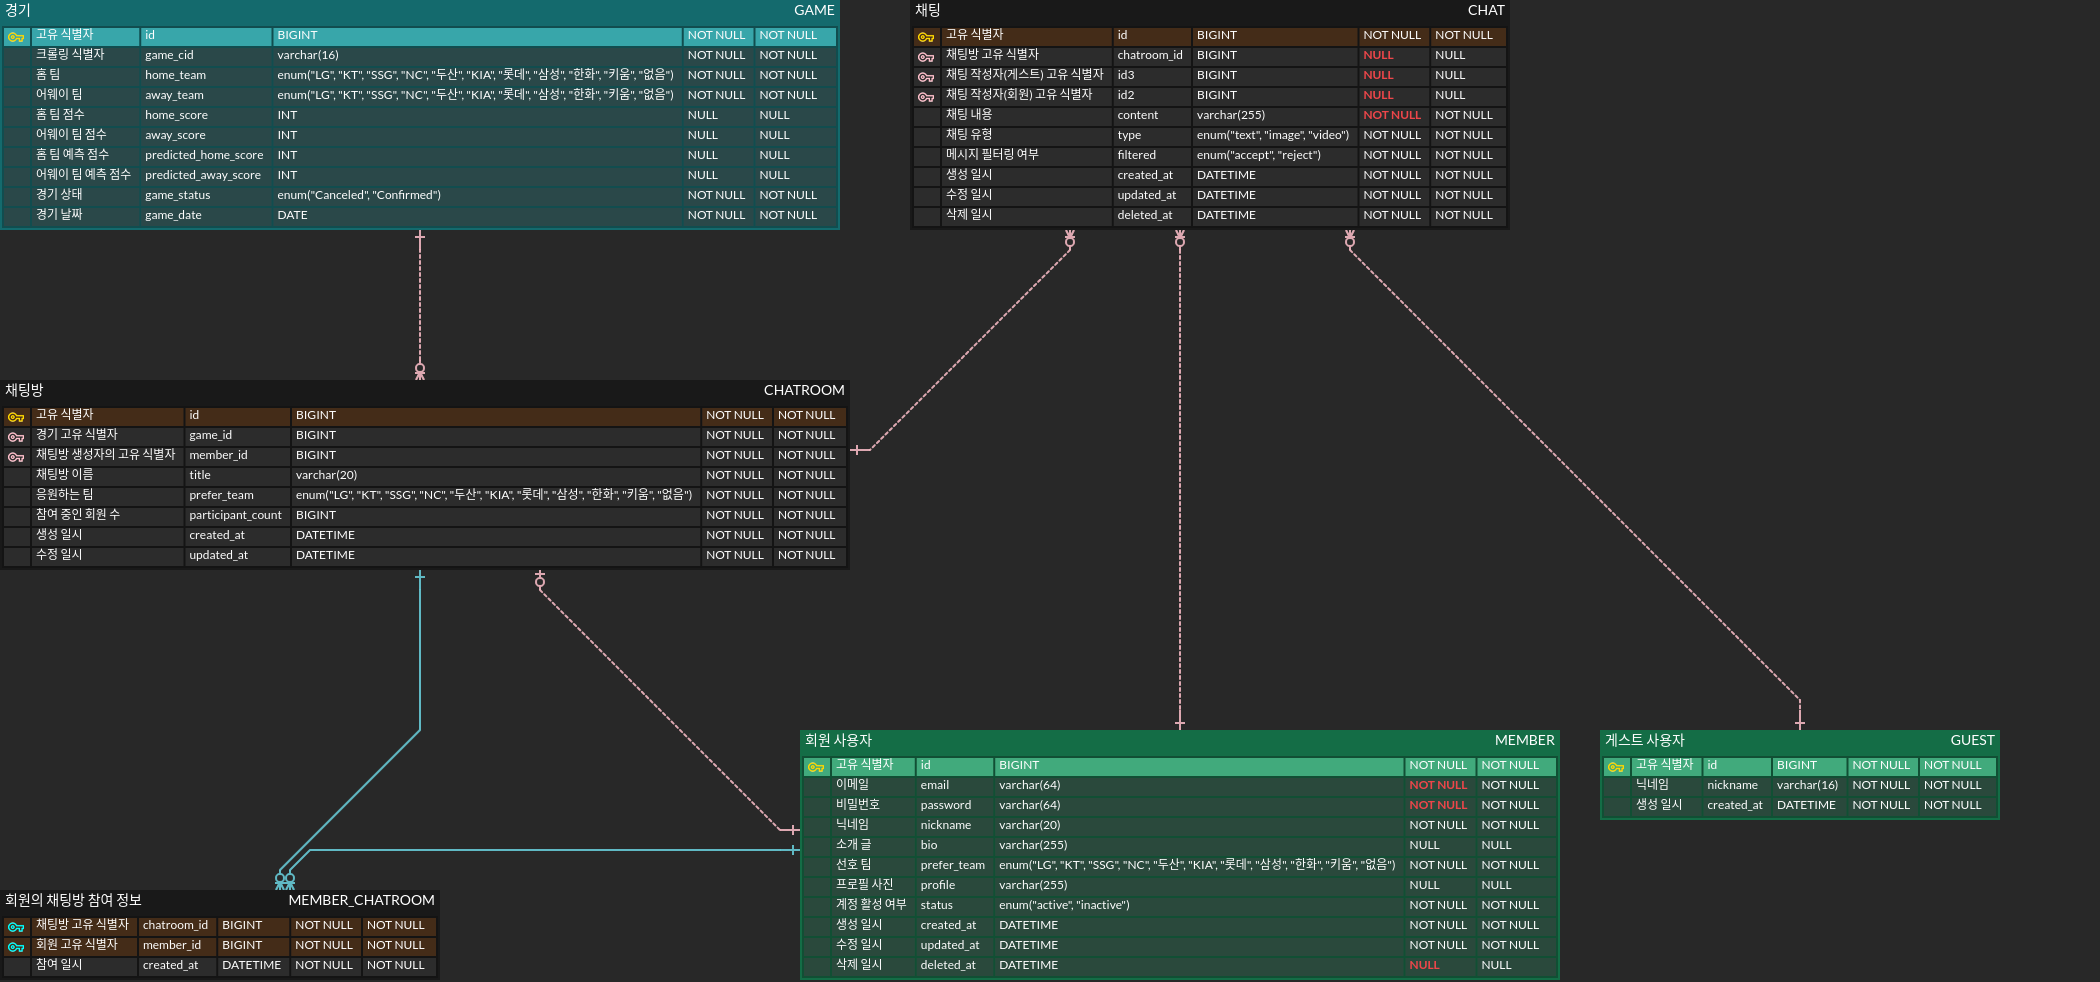 경기 GAME
고유 식별자 id BIGINT NOT NULL NOT NULL
크롤링 식별자 game_cid varchar(16) NOT NULL NOT NULL
홈 팀 home_team enum("LG", "KT", "SSG", "NC", "두산", "KIA", "롯데", "삼성", "한화", "키움", "없음") NOT NULL NOT NULL
어웨이 팀 away_team enum("LG", "KT", "SSG", "NC", "두산", "KIA", "롯데", "삼성", "한화", "키움", "없음") NOT NULL NOT NULL
홈 팀 점수 home_score INT NULL NULL
어웨이 팀 점수 away_score INT NULL NULL
홈 팀 예측 점수 predicted_home_score INT NULL NULL
어웨이 팀 예측 점수 predicted_away_score INT NULL NULL
경기 상태 game_status enum("Canceled", "Confirmed") NOT NULL NOT NULL
경기 날짜 game_date DATE NOT NULL NOT NULL
채팅 CHAT
고유 식별자 id BIGINT NOT NULL NOT NULL
채팅방 고유 식별자 chatroom_id BIGINT NULL NULL
채팅 작성자(게스트) 고유 식별자 id3 BIGINT NULL NULL
채팅 작성자(회원) 고유 식별자 id2 BIGINT NULL NULL
채팅 내용 content varchar(255) NOT NULL NOT NULL
채팅 유형 type enum("text", "image", "video") NOT NULL NOT NULL
메시지 필터링 여부 filtered enum("accept", "reject") NOT NULL NOT NULL
생성 일시 created_at DATETIME NOT NULL NOT NULL
수정 일시 updated_at DATETIME NOT NULL NOT NULL
삭제 일시 deleted_at DATETIME NOT NULL NOT NULL
채팅방 CHATROOM
고유 식별자 id BIGINT NOT NULL NOT NULL
경기 고유 식별자 game_id BIGINT NOT NULL NOT NULL
채팅방 생성자의 고유 식별자 member_id BIGINT NOT NULL NOT NULL
채팅방 이름 title varchar(20) NOT NULL NOT NULL
응원하는 팀 prefer_team enum("LG", "KT", "SSG", "NC", "두산", "KIA", "롯데", "삼성", "한화", "키움", "없음") NOT NULL NOT NULL
참여 중인 회원 수 participant_count BIGINT NOT NULL NOT NULL
생성 일시 created_at DATETIME NOT NULL NOT NULL
수정 일시 updated_at DATETIME NOT NULL NOT NULL
회원 사용자 MEMBER
고유 식별자 id BIGINT NOT NULL NOT NULL
이메일 email varchar(64) NOT NULL NOT NULL
비밀번호 password varchar(64) NOT NULL NOT NULL
닉네임 nickname varchar(20) NOT NULL NOT NULL
소개 글 bio varchar(255) NULL NULL
선호 팀 prefer_team enum("LG", "KT", "SSG", "NC", "두산", "KIA", "롯데", "삼성", "한화", "키움", "없음") NOT NULL NOT NULL
프로필 사진 profile varchar(255) NULL NULL
계정 활성 여부 status enum("active", "inactive") NOT NULL NOT NULL
생성 일시 created_at DATETIME NOT NULL NOT NULL
수정 일시 updated_at DATETIME NOT NULL NOT NULL
삭제 일시 deleted_at DATETIME NULL NULL
게스트 사용자 GUEST
고유 식별자 id BIGINT NOT NULL NOT NULL
닉네임 nickname varchar(16) NOT NULL NOT NULL
생성 일시 created_at DATETIME NOT NULL NOT NULL
회원의 채팅방 참여 정보 MEMBER_CHATROOM
채팅방 고유 식별자 chatroom_id BIGINT NOT NULL NOT NULL
회원 고유 식별자 member_id BIGINT NOT NULL NOT NULL
참여 일시 created_at DATETIME NOT NULL NOT NULL